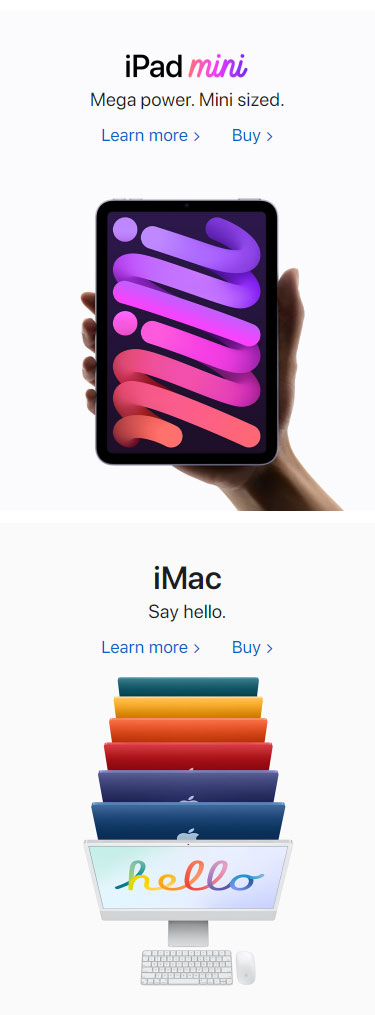 iPad mini
Mega power. Mini sized.
Learn more >
Buy >
iMac
Say hello.
Learn more >
Buy >
hello